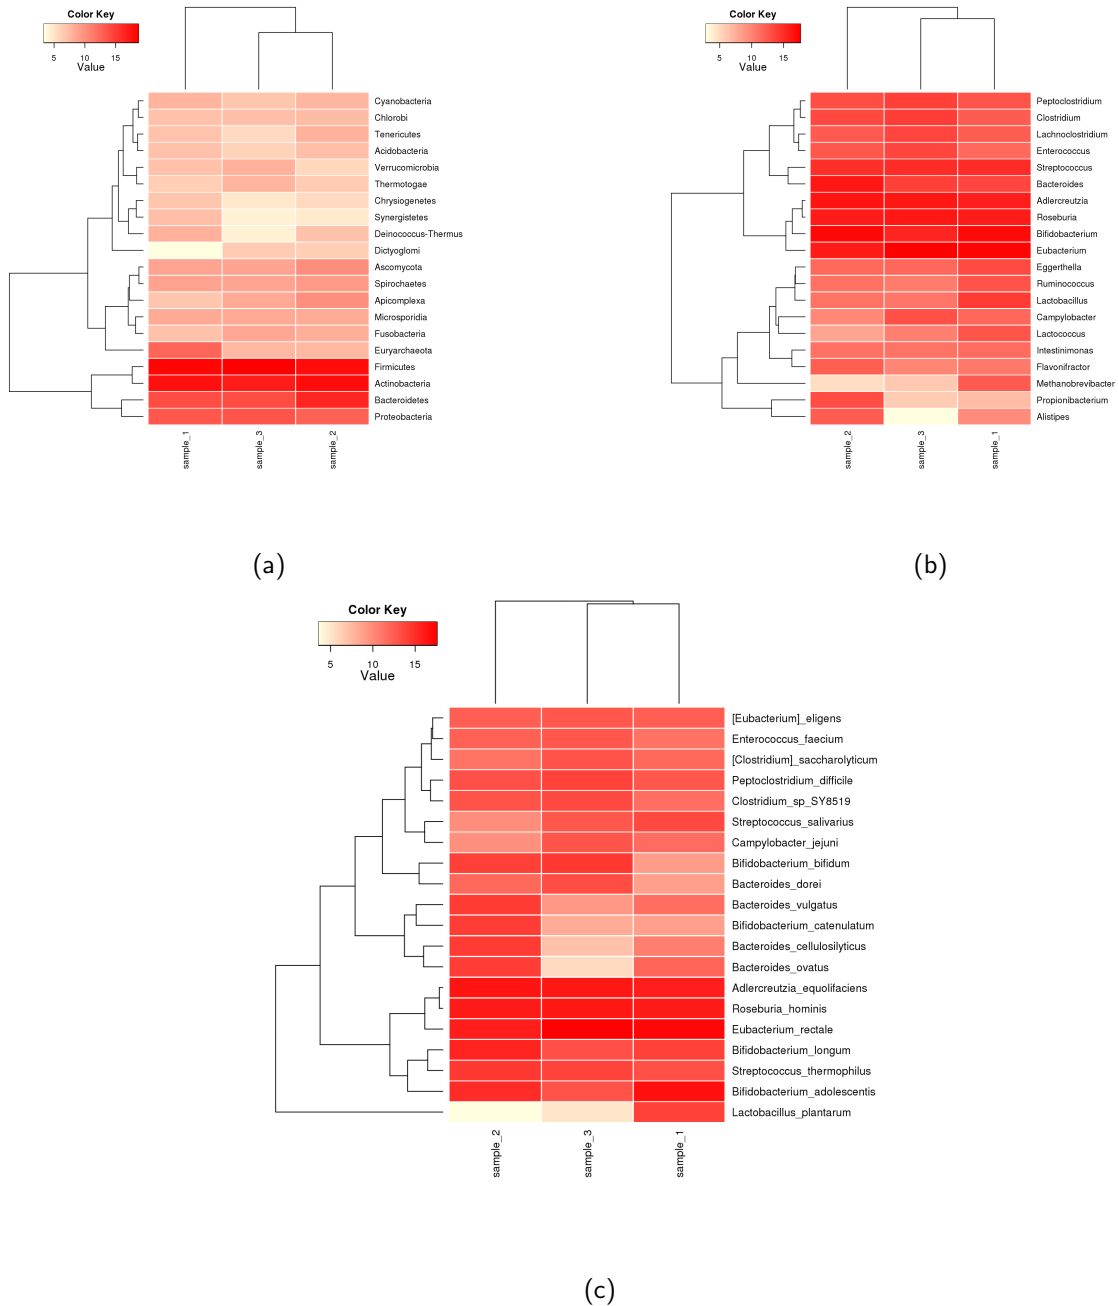 Color Key
5 10 15
Value
Cyanobacteria
Chlorobi
Tenericutes
Acidobacteria
Verrucomicrobia
Thermotogae
Chrysiogenetes
Synergistetes
Deinococcus-Thermus
Dictyoglomi
Ascomycota
Spirochaetes
Apicomplexa
Microsporidia
Fusobacteria
Euryarchaeota
Firmicutes
Actinobacteria
Bacteroidetes
Proteobacteria
sample_1
sample_3
sample_2
(a)
Color Key
5 10 15
Value
Peptoclostridium
Clostridium
Lachnoclostridium
Enterococcus
Streptococcus
Bacteroides
Adlercreutzia
Roseburia
Bifidobacterium
Eubacterium
Eggerthella
Ruminococcus
Lactobacillus
Campylobacter
Lactococcus
Intestinimonas
Flavonifractor
Methanobrevibacter
Propionibacterium
Alistipes
sample_2
sample_3
sample_1
(b)
Color Key
5 10 15
Value
[Eubacterium]_eligens
Enterococcus_faecium
[Clostridium]_saccharolyticum
Peptoclostridium_difficile
Clostridium_sp_SY8519
Streptococcus_salivarius
Campylobacter_jejuni
Bifidobacterium_bifidum
Bacteroides_dorei
Bacteroides_vulgatus
Bifidobacterium_catenulatum
Bacteroides_cellulosilyticus
Bacteroides_ovatus
Adlercreutzia_equolifaciens
Roseburia_hominis
Eubacterium_rectale
Bifidobacterium_longum
Streptococcus_thermophilus
Bifidobacterium_adolescentis
Lactobacillus_plantarum
sample_2
sample_3
sample_1
(c)